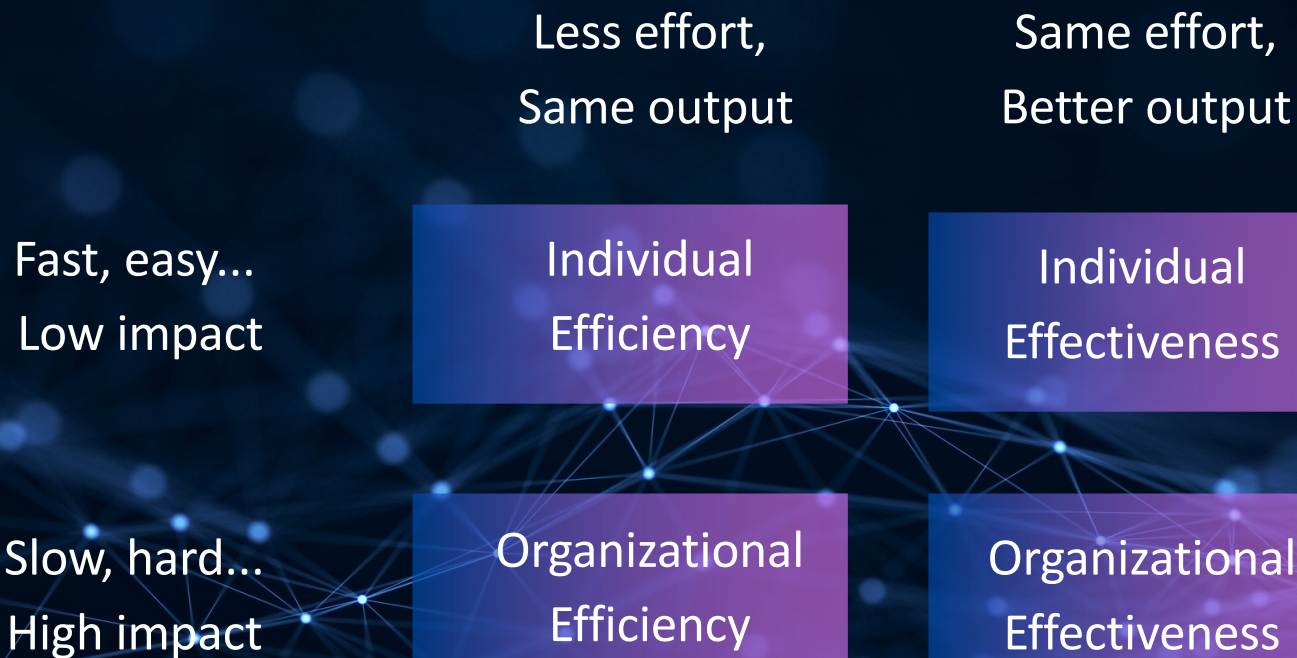 Less effort,
Same output
Same effort,
Better output
Fast, easy...
Low impact
Individual
Efficiency
Individual
Effectiveness
Slow, hard...
High impact
Organizational
Efficiency
Organizational
Effectiveness